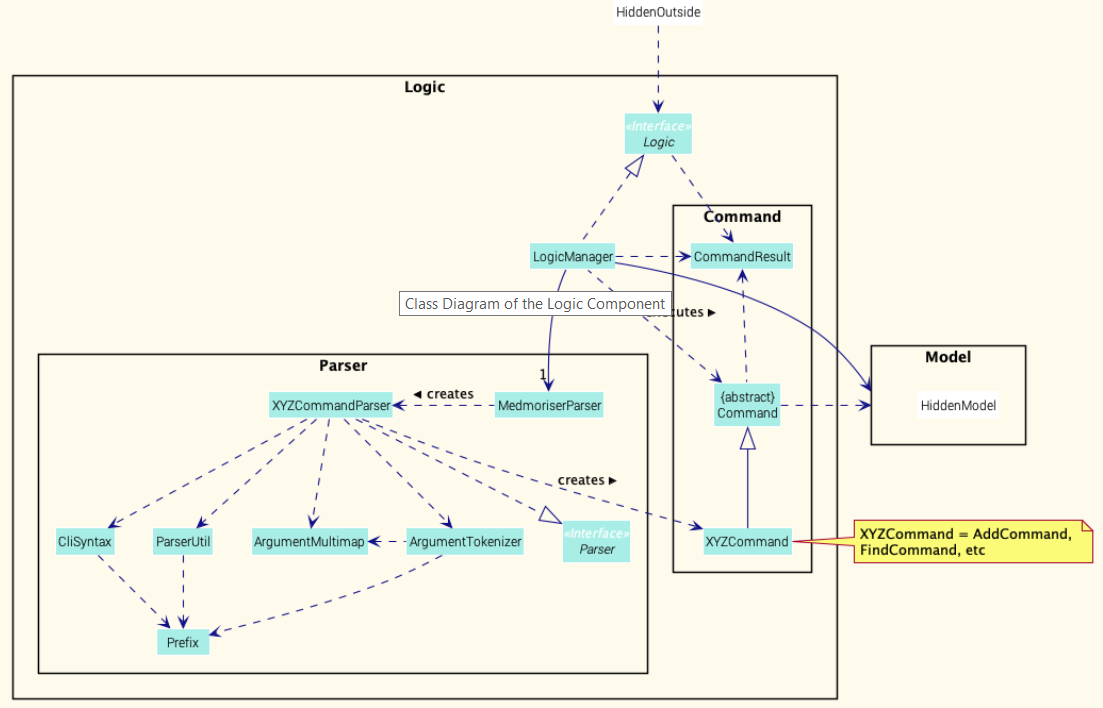 HiddenOutside
Logic
«Interface»
Logic
Command
LogicManager
CommandResult
Class Diagram of the Logic Component
Model
Parser
1
HiddenModel
{abstract}
Command
◄ creates
XYZCommandParser
MedmoriserParser
creates ►
CliSyntax
ParserUtil
ArgumentMultimap
ArgumentTokenizer
«Interface»
Parser
XYZCommand
XYZCommand = AddCommand,
FindCommand, etc
Prefix